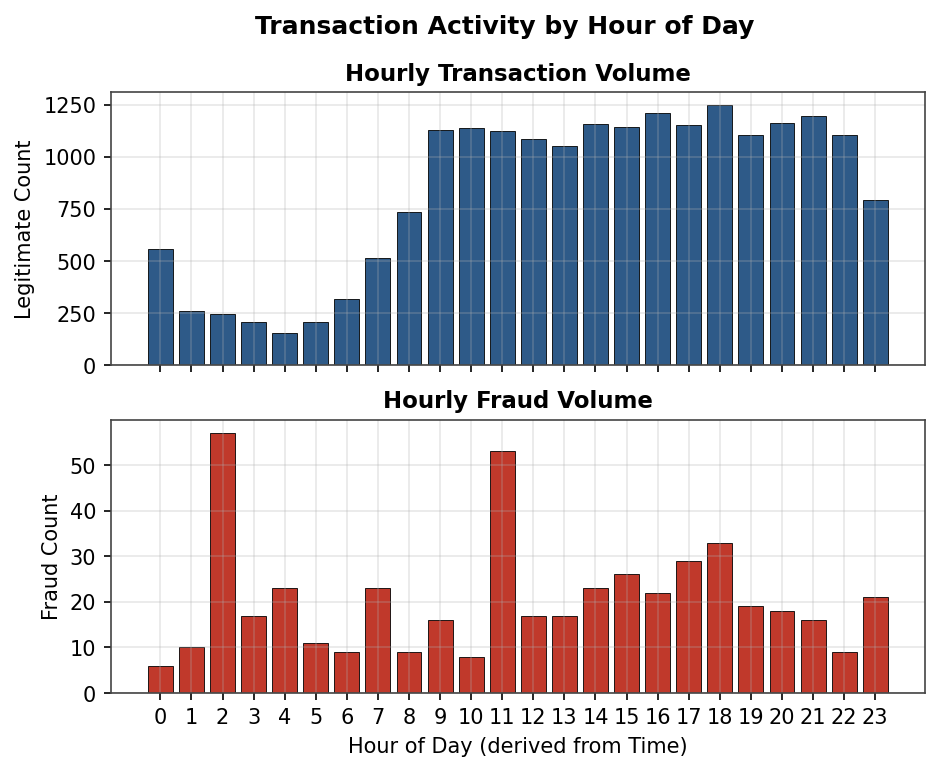 Transaction Activity by Hour of Day
Hourly Transaction Volume
Legitimate Count
1250
1000
750
500
250
0
Hourly Fraud Volume
Fraud Count
50
40
30
20
10
0
0 1 2 3 4 5 6 7 8 9 10 11 12 13 14 15 16 17 18 19 20 21 22 23
Hour of Day (derived from Time)